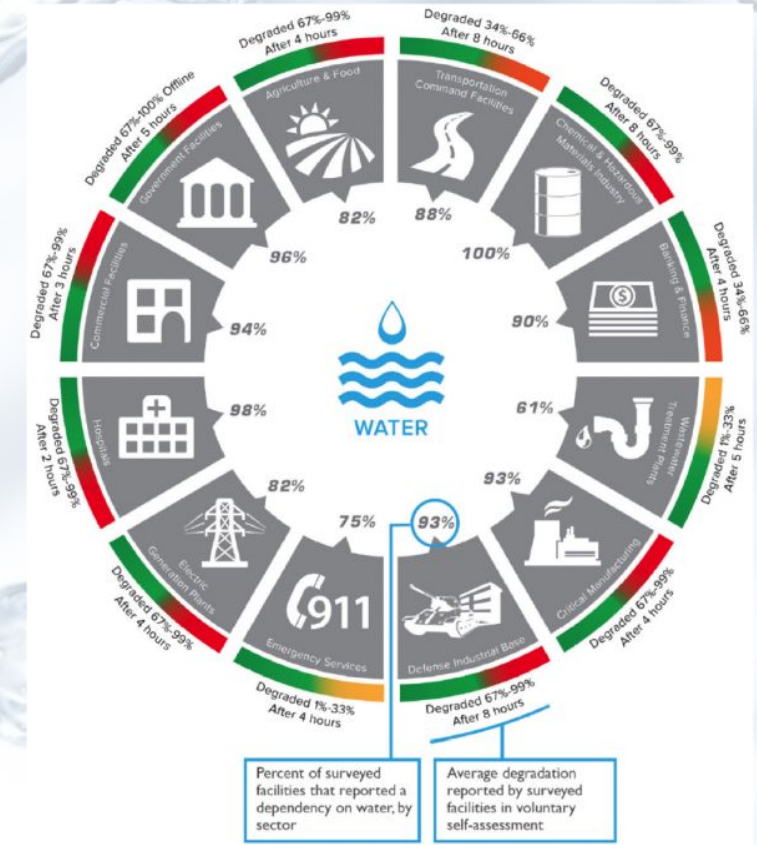 Degraded 67%-99%
After 4 hours
Agriculture & Food
82%
Degraded 34%-66%
After 8 hours
Transportation
Command Facilities
88%
Degraded 67%-99%
After 8 hours
Chemical & Hazardous
Materials Industry
100%
Degraded 34%-66%
After 4 hours
Banking & Finance
$
90%
Degraded 1%-33%
After 5 hours
Wastewater
Treatment Plants
61%
Degraded 67%-99%
After 4 hours
Critical Manufacturing
93%
Degraded 67%-99%
After 8 hours
Defense Industrial Base
93%
Degraded 1%-33%
After 4 hours
Emergency Services
911
75%
Degraded 67%-99%
After 4 hours
Electric
Generation Plants
82%
Degraded 67%-99%
After 2 hours
Hospitals
98%
Degraded 67%-99%
After 3 hours
Commercial Facilities
94%
Degraded 67%-100% Offline
After 5 hours
Government Facilities
96%
WATER
Percent of surveyed
facilities that reported a
dependency on water, by
sector
Average degradation
reported by surveyed
facilities in voluntary
self-assessment